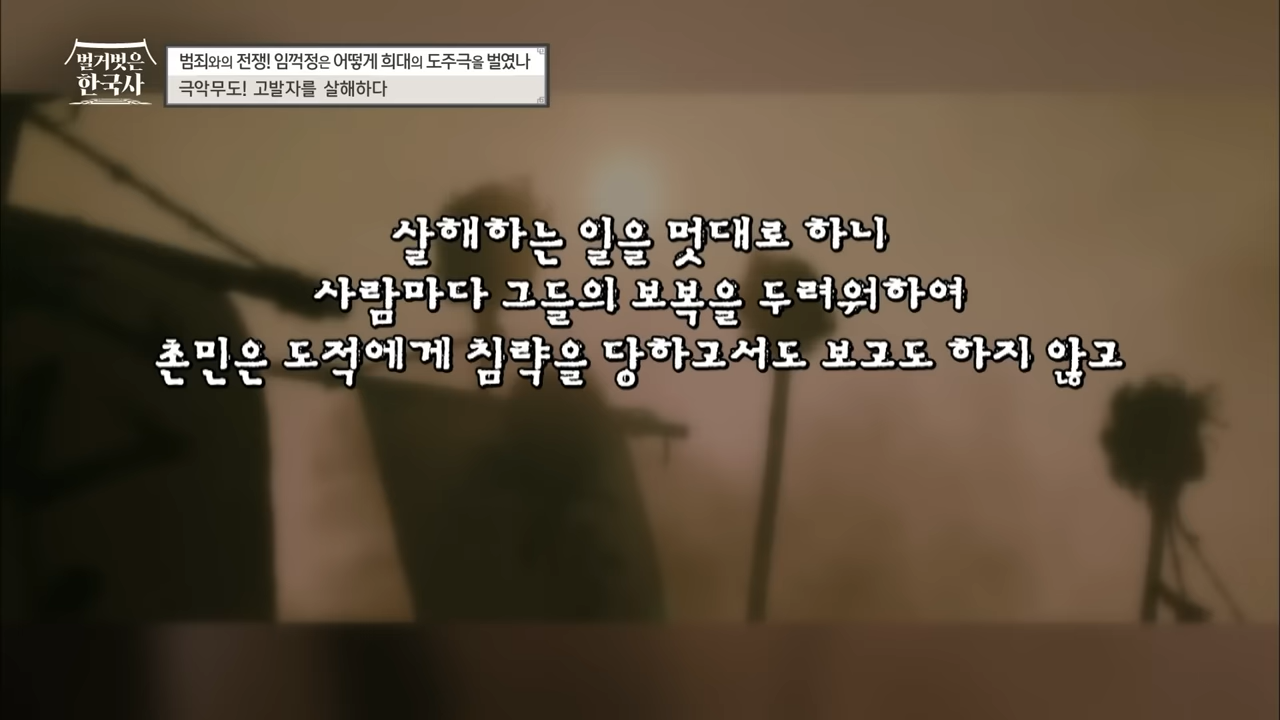 벌거벗은
한국사
범죄와의 전쟁! 임꺽정은 어떻게 희대의 도주극을 벌였나
극악무도! 고발자를 살해하다
살해하는 일을 멋대로 하니
사람마다 그들의 보복을 두려워하여
촌민은 도적에게 침략을 당하고서도 보고도 하지 않고